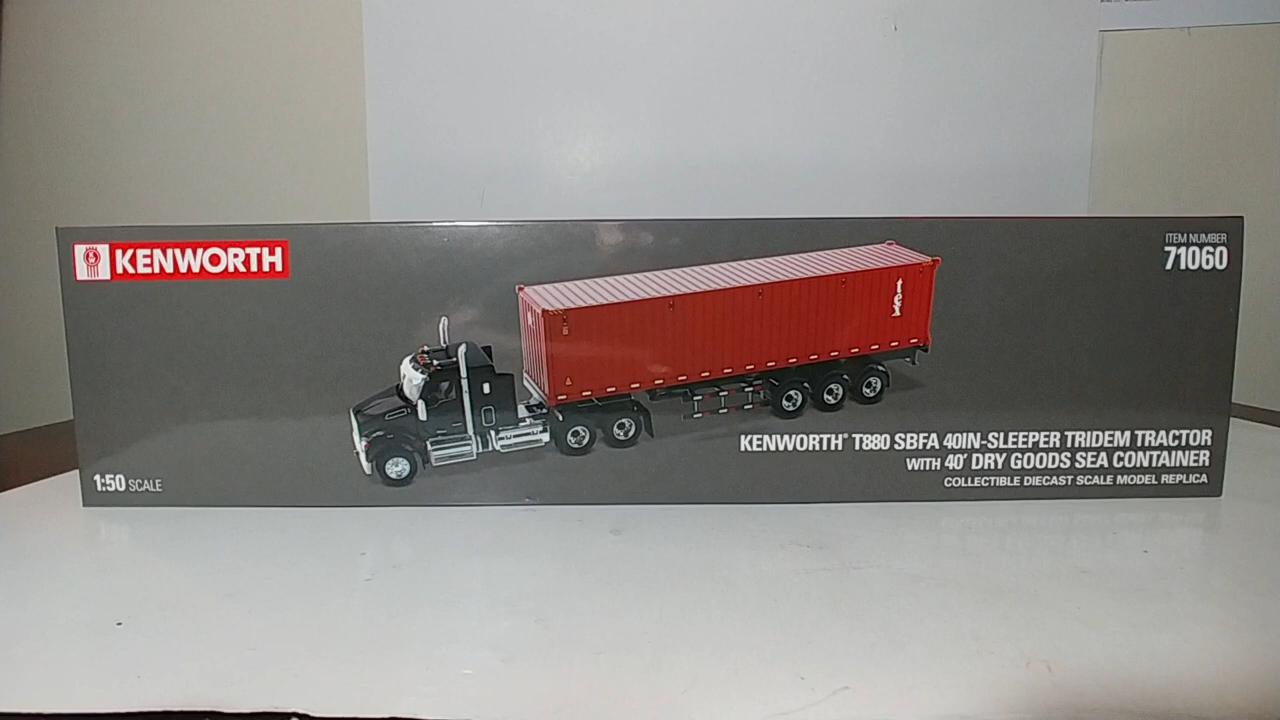 KENWORTH
ITEM NUMBER
71060
tex
KENWORTH® T880 SBFA 40IN-SLEEPER TRIDEM TRACTOR
WITH 40' DRY GOODS SEA CONTAINER
COLLECTIBLE DIECAST SCALE MODEL REPLICA
1:50 SCALE